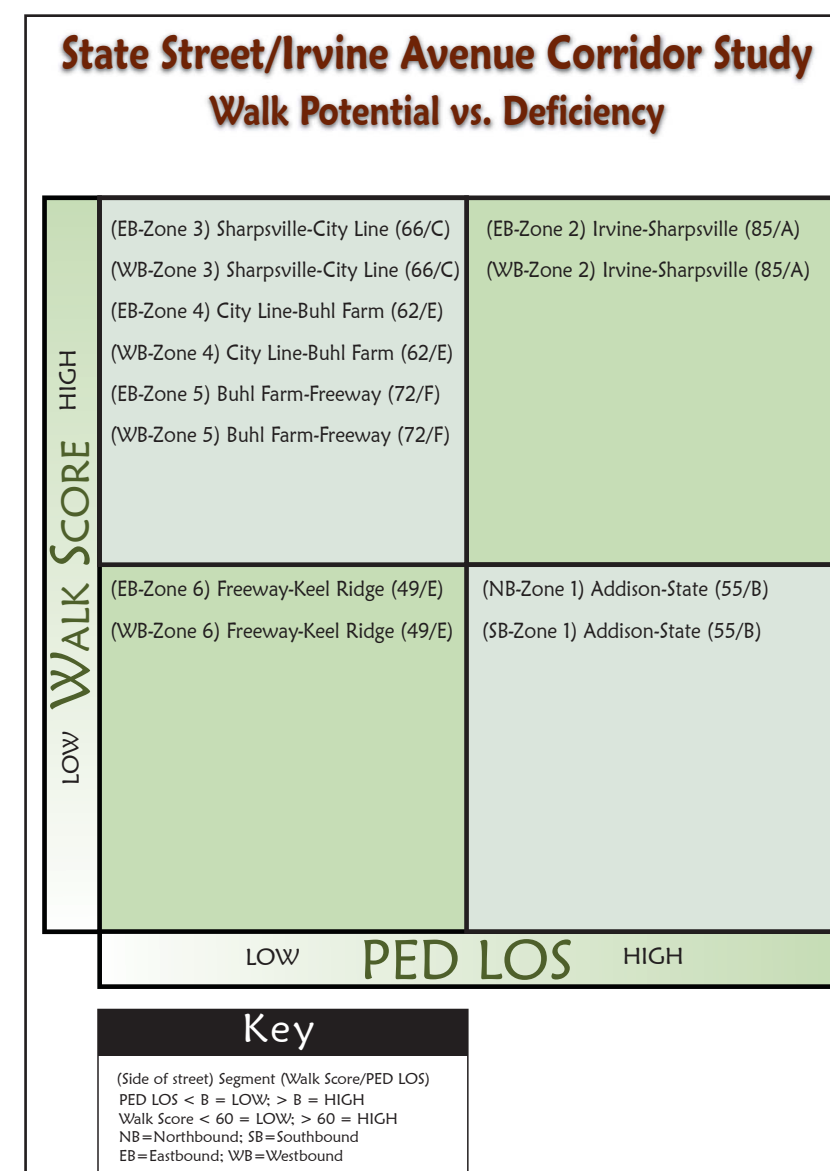 State Street/Irvine Avenue Corridor Study
Walk Potential vs. Deficiency
(EB-Zone 3) Sharpsville-City Line (66/C)
(WB-Zone 3) Sharpsville-City Line (66/C)
(EB-Zone 4) City Line-Buhl Farm (62/E)
(WB-Zone 4) City Line-Buhl Farm (62/E)
(EB-Zone 5) Buhl Farm-Freeway (72/F)
(WB-Zone 5) Buhl Farm-Freeway (72/F)
(EB-Zone 2) Irvine-Sharpsville (85/A)
(WB-Zone 2) Irvine-Sharpsville (85/A)
(EB-Zone 6) Freeway-Keel Ridge (49/E)
(WB-Zone 6) Freeway-Keel Ridge (49/E)
(NB-Zone 1) Addison-State (55/B)
(SB-Zone 1) Addison-State (55/B)
LOW WALK SCORE HIGH
LOW PED LOS HIGH
Key
(Side of street) Segment (Walk Score/PED LOS)
PED LOS < B = LOW; > B = HIGH
Walk Score < 60 = LOW; > 60 = HIGH
NB=Northbound; SB=Southbound
EB=Eastbound; WB=Westbound